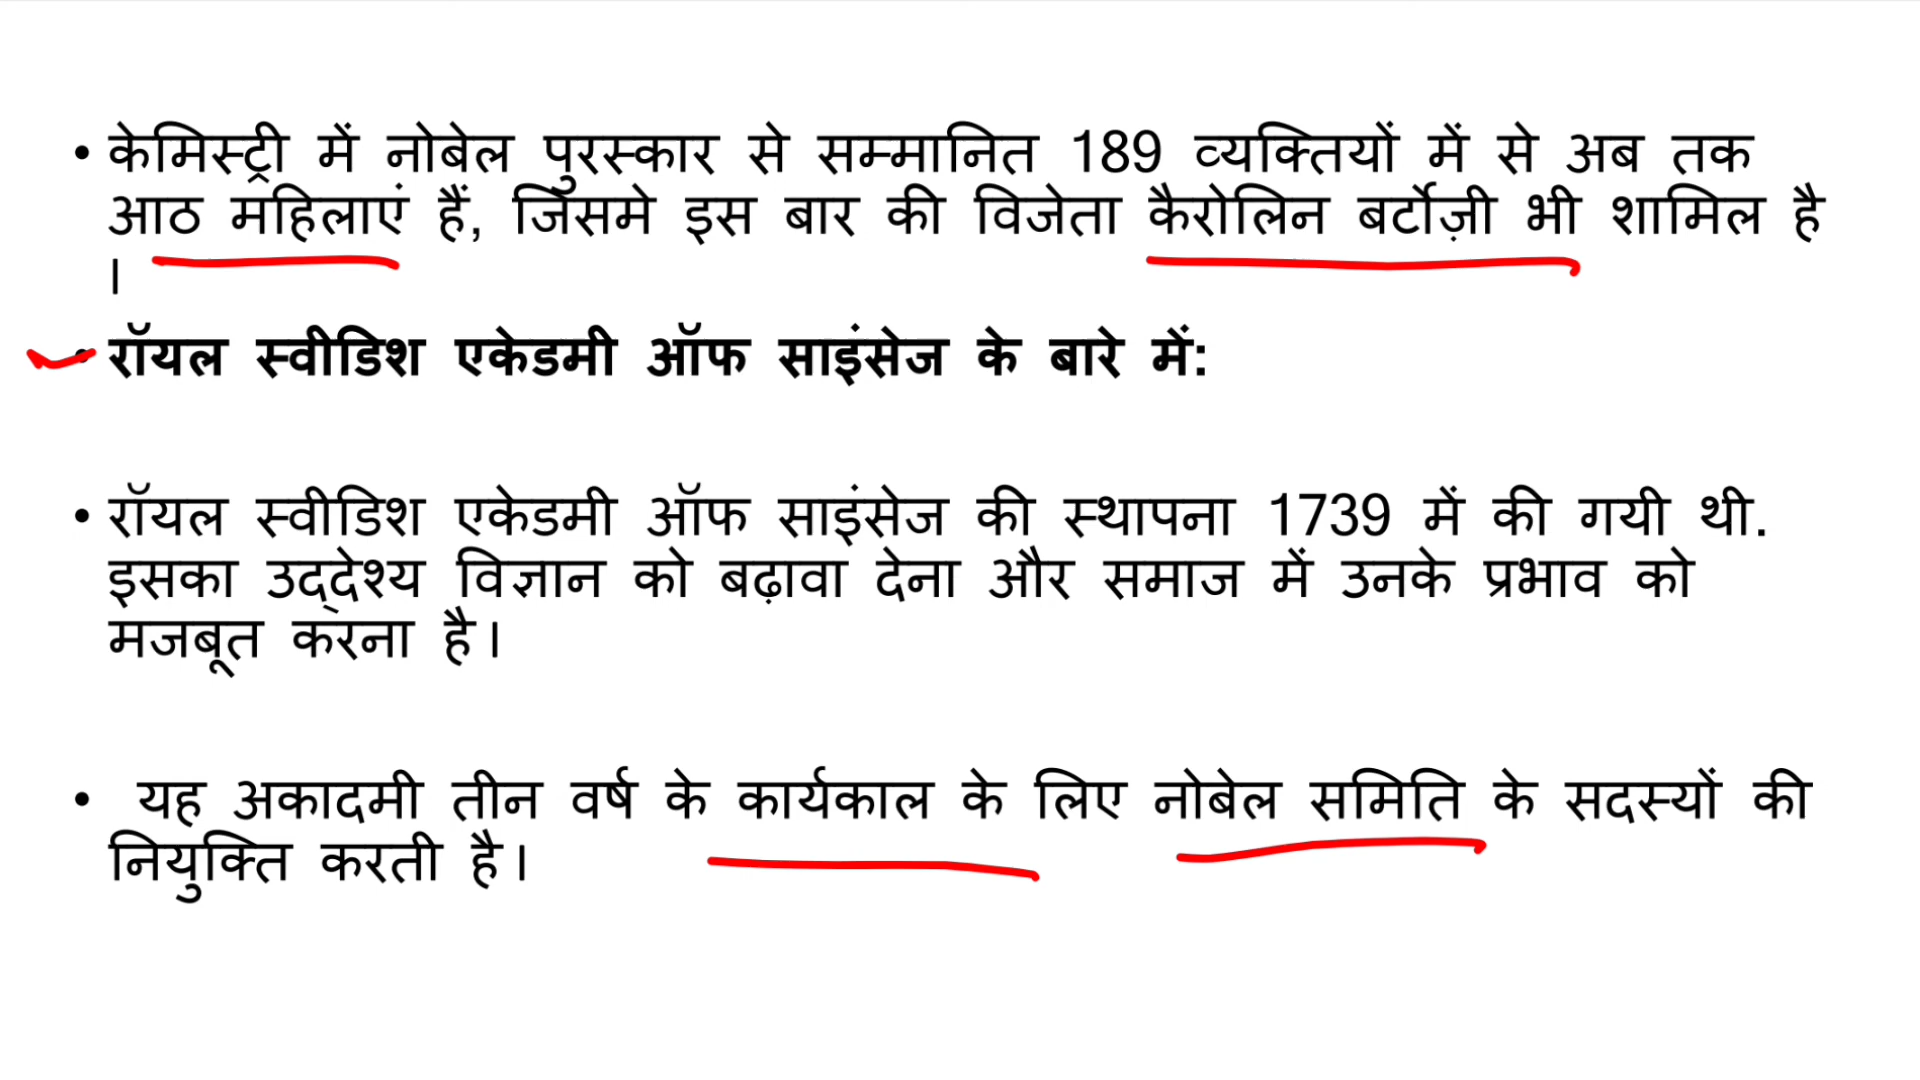 • केमिस्ट्री में नोबेल पुरस्कार से सम्मानित 189 व्यक्तियों में से अब तक
आठ महिलाएं हैं, जिसमे इस बार की विजेता कैरोलिन बर्टोज़ी भी शामिल है
।
• रॉयल स्वीडिश एकेडमी ऑफ साइंसेज के बारे में:
• रॉयल स्वीडिश एकेडमी ऑफ साइंसेज की स्थापना 1739 में की गयी थी.
इसका उद्देश्य विज्ञान को बढ़ावा देना और समाज में उनके प्रभाव को
मजबूत करना है।
• यह अकादमी तीन वर्ष के कार्यकाल के लिए नोबेल समिति के सदस्यों की
नियुक्ति करती है।